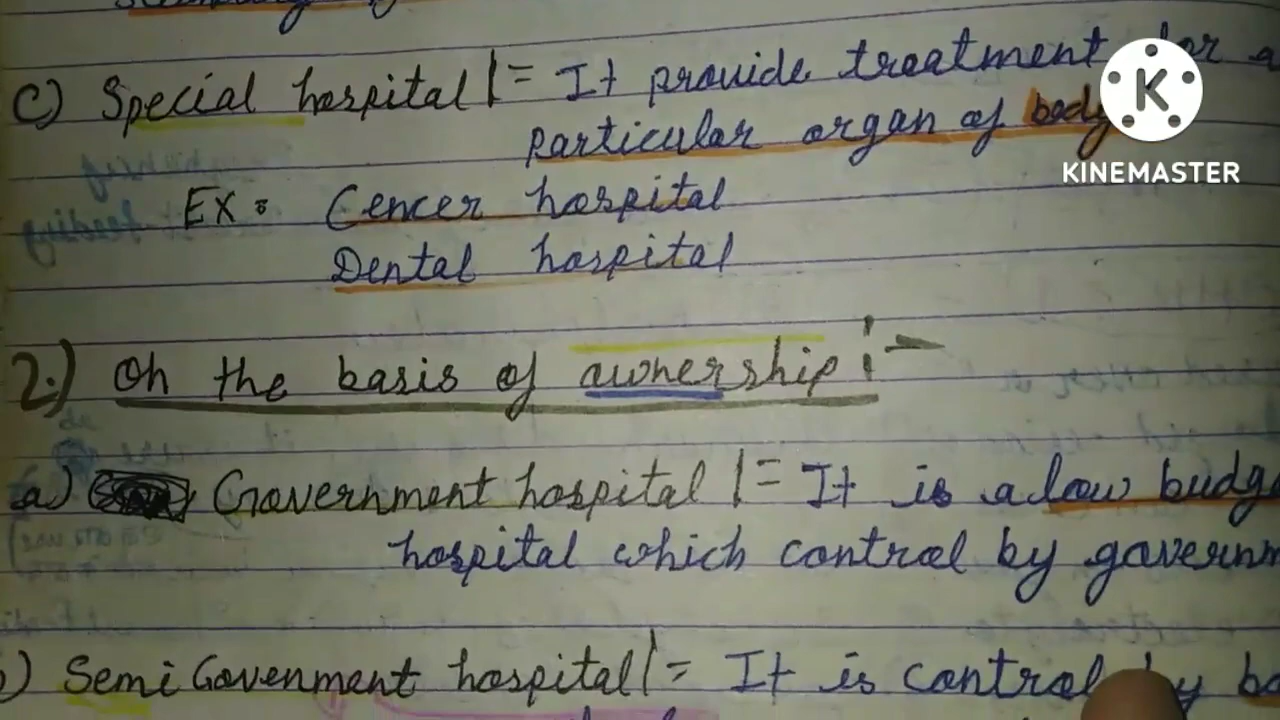 C) Special hospital |= It provide treatment for a
particular organ of body
K
KINEMASTER
EX: Cencer hospital
Dental hospital
2.) On the basis of ownership :-
a) Government hospital |= It is a low budge
hospital which control by governm
) Semi Govenment hospital |= It is control by bo